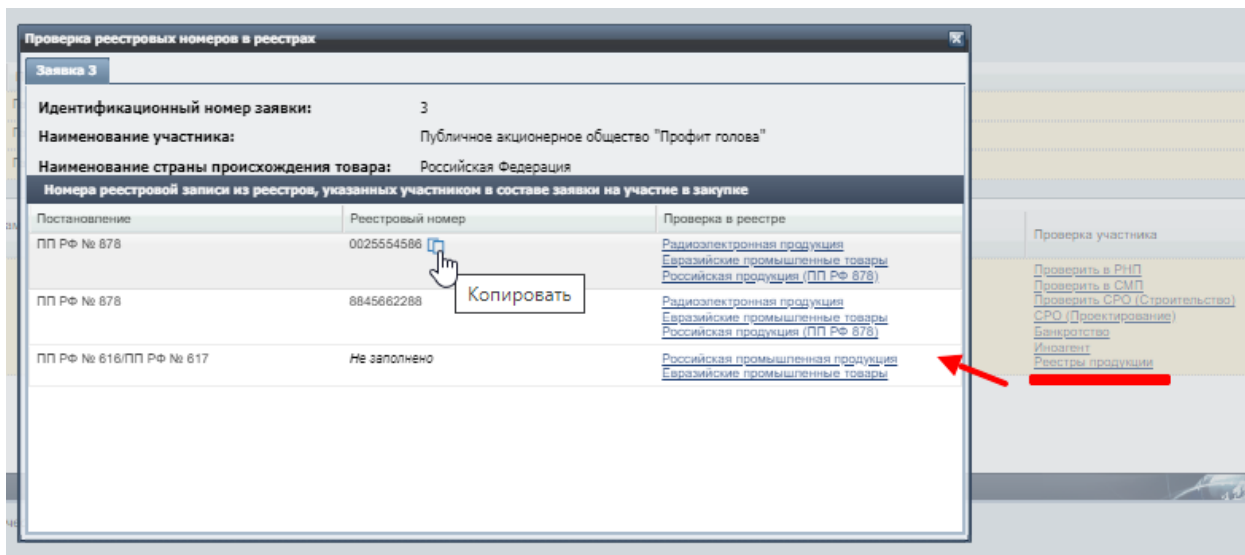 Проверка реестровых номеров в реестрах
Заявка 3
Идентификационный номер заявки: 3
Наименование участника: Публичное акционерное общество "Профит голова"
Наименование страны происхождения товара: Российская Федерация
Номера реестровой записи из реестров, указанных участником в составе заявки на участие в закупке
Постановление Реестровый номер Проверка в реестре
ПП РФ № 878 0025554586 Радиоэлектронная продукция
Евразийские промышленные товары
Российская продукция (ПП РФ 878)
Копировать
ПП РФ № 878 8845662288 Радиоэлектронная продукция
Евразийские промышленные товары
Российская продукция (ПП РФ 878)
ПП РФ № 616/ПП РФ № 617 Не заполнено Российская промышленная продукция
Евразийские промышленные товары
Проверка участника
Проверить в РНП
Проверить в СМП
Проверить СРО (Строительство)
СРО (Проектирование)
Банкротство
Иноагент
Реестры продукции